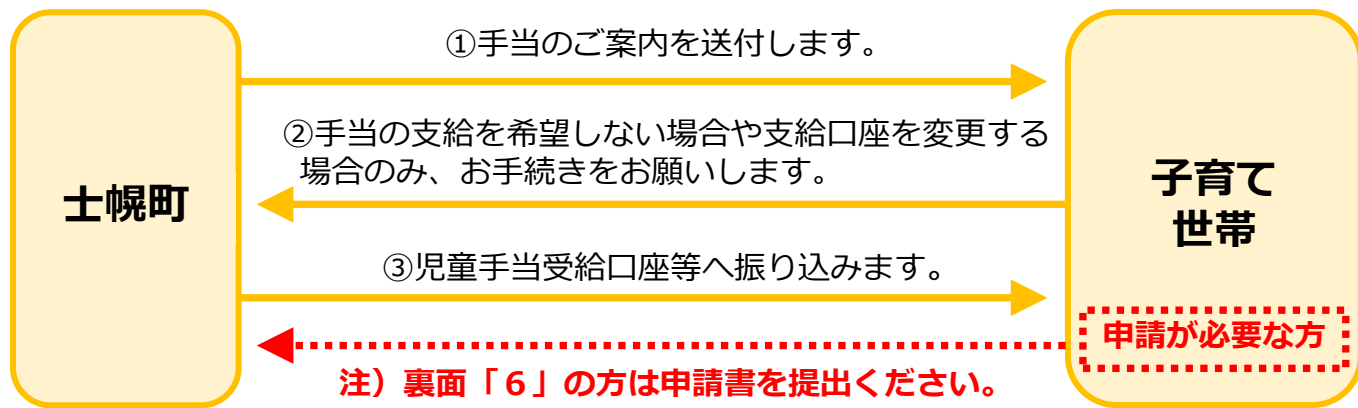 ①手当のご案内を送付します。
②手当の支給を希望しない場合や支給口座を変更する
場合のみ、お手続きをお願いします。
士幌町
子育て
世帯
③児童手当受給口座等へ振り込みます。
申請が必要な方
注）裏面「６」の方は申請書を提出ください。